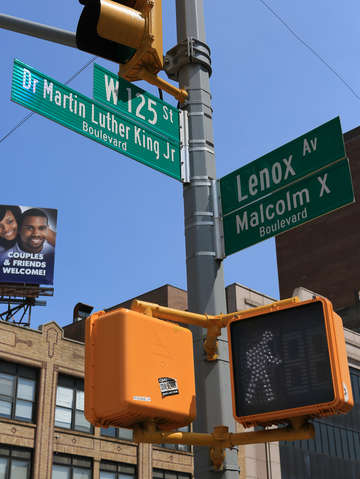 W 125 St
Dr Martin Luther King Jr
Boulevard
Lenox Av
Malcolm X
Boulevard
COUPLES
& FRIENDS
WELCOME!